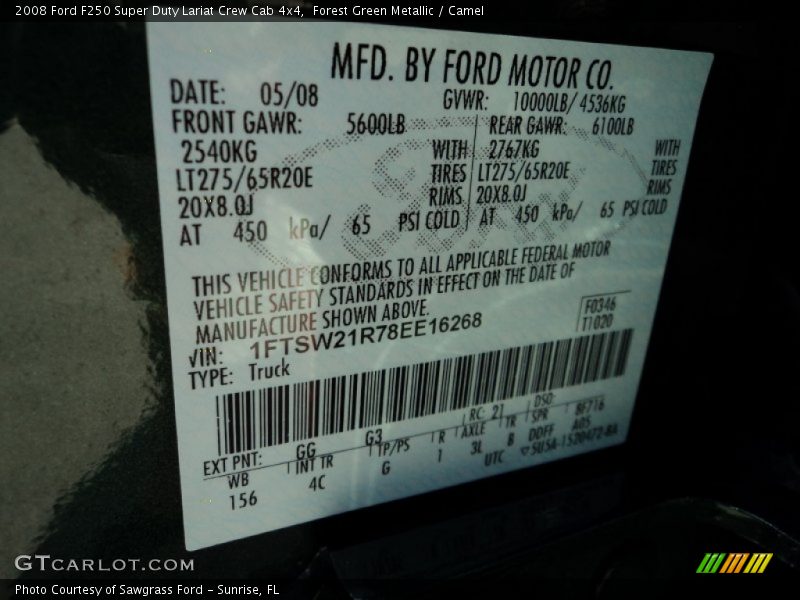 2008 Ford F250 Super Duty Lariat Crew Cab 4x4, Forest Green Metallic / Camel
MFD. BY FORD MOTOR CO.
DATE: 05/08 GVWR: 10000LB/ 4536KG
FRONT GAWR: 5600LB REAR GAWR: 6100LB
2540KG WITH 2767KG WITH
LT275/65R20E TIRES LT275/65R20E TIRES
20X8.0J RIMS 20X8.0J RIMS
AT 450 kPa/ 65 PSI COLD AT 450 kPa/ 65 PSI COLD
THIS VEHICLE CONFORMS TO ALL APPLICABLE FEDERAL MOTOR
VEHICLE SAFETY STANDARDS IN EFFECT ON THE DATE OF
MANUFACTURE SHOWN ABOVE.
F0346
T1020
VIN: 1FTSW21R78EE16268
TYPE: Truck
EXT PNT: GG G3 RC: 21 DSO: 8F716
WB INT TR TP/PS R AXLE TR SPR A05
156 4C G 1 3L B DDFF
UTC
GTCARLOT.COM
Photo Courtesy of Sawgrass Ford - Sunrise, FL